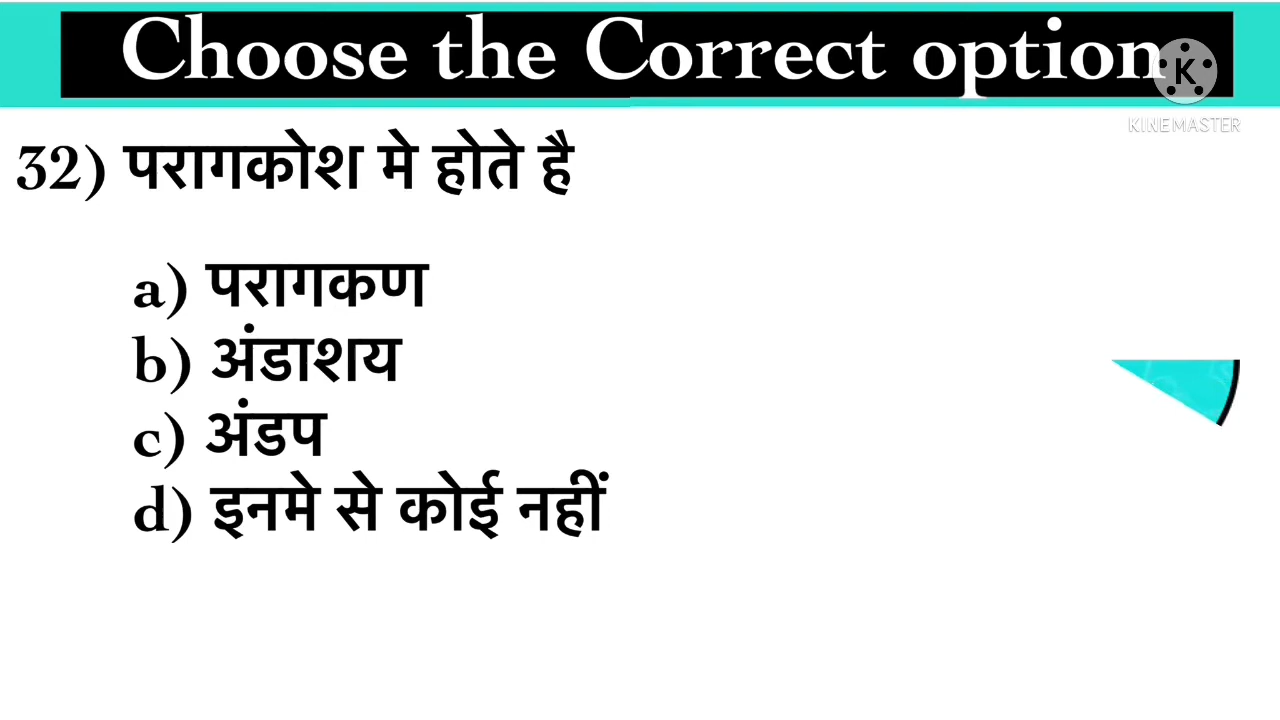 Choose the Correct option
K
KINEMASTER
32) परागकोश मे होते है
a) परागकण
b) अंडाशय
c) अंडप
d) इनमे से कोई नहीं